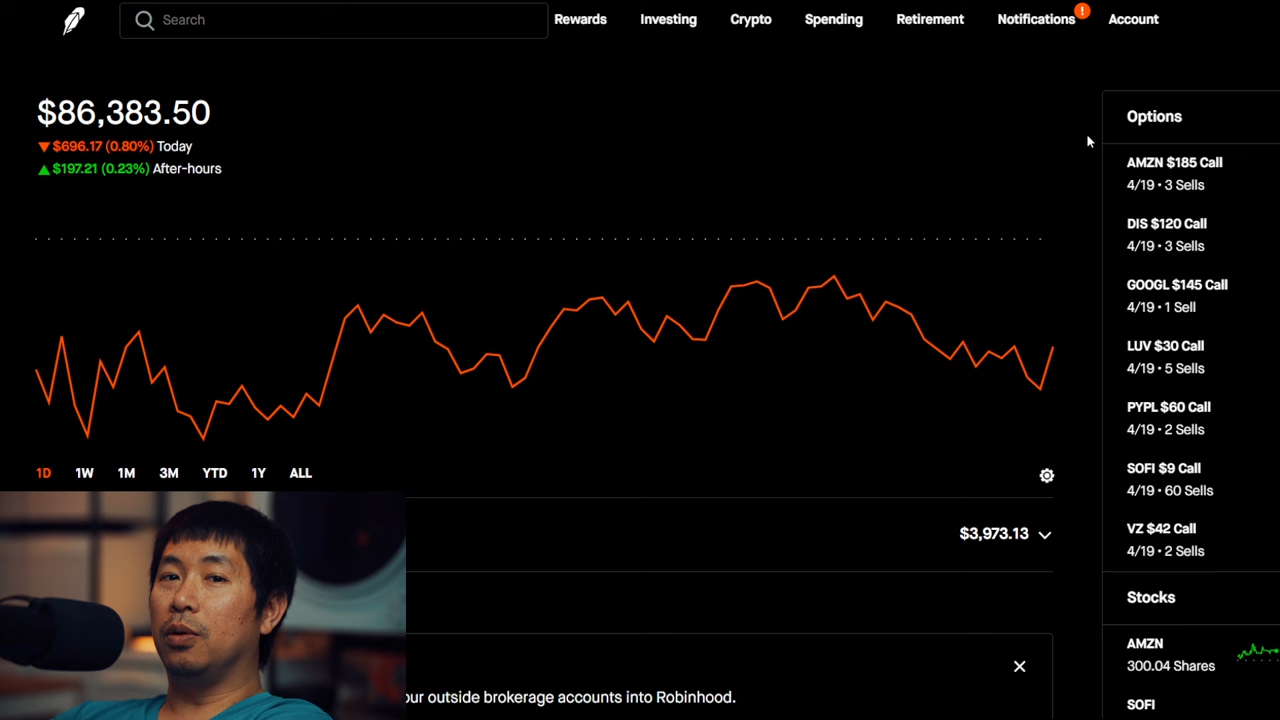 Search
Rewards
Investing
Crypto
Spending
Retirement
Notifications
!
Account
$86,383.50
$696.17 (0.80%) Today
$197.21 (0.23%) After-hours
1D
1W
1M
3M
YTD
1Y
ALL
$3,973.13
our outside brokerage accounts into Robinhood.
Options
AMZN $185 Call
4/19 • 3 Sells
DIS $120 Call
4/19 • 3 Sells
GOOGL $145 Call
4/19 • 1 Sell
LUV $30 Call
4/19 • 5 Sells
PYPL $60 Call
4/19 • 2 Sells
SOFI $9 Call
4/19 • 60 Sells
VZ $42 Call
4/19 • 2 Sells
Stocks
AMZN
300.04 Shares
SOFI